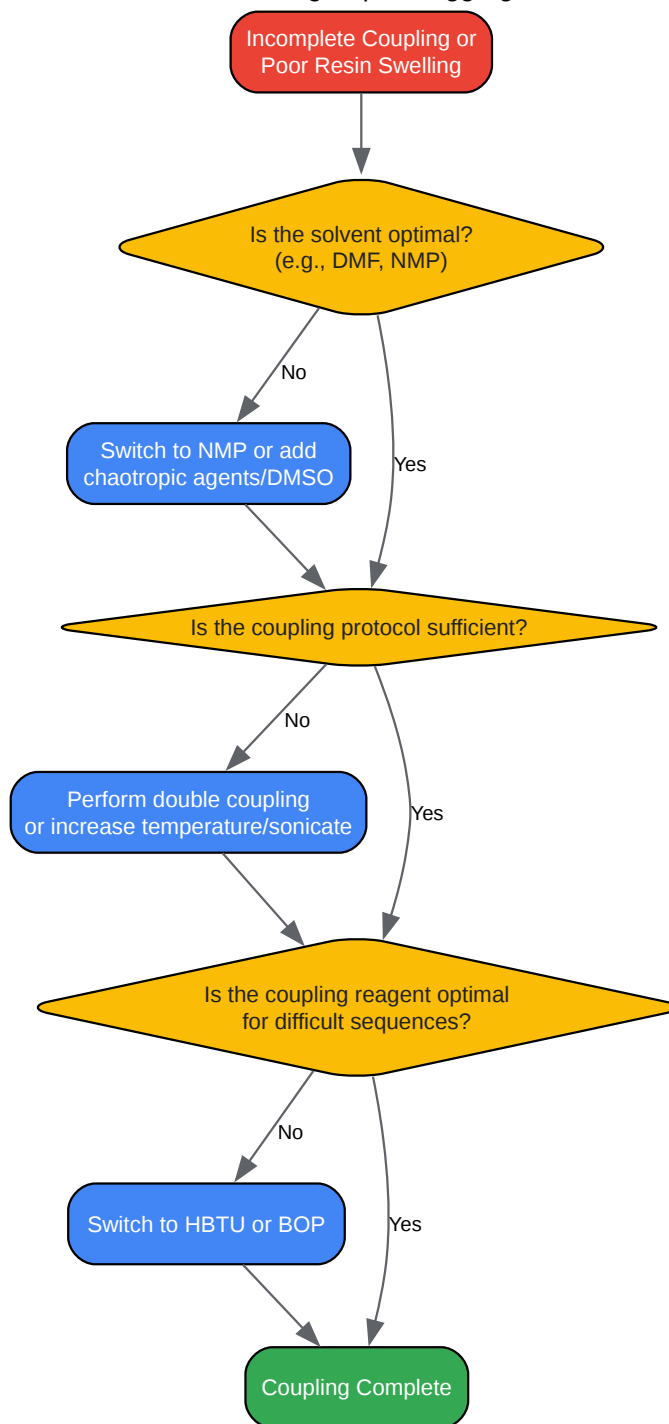 Incomplete Coupling or
Poor Resin Swelling
Is the solvent optimal?
(e.g., DMF, NMP)
No
Switch to NMP or add
chaotropic agents/DMSO
Yes
Is the coupling protocol sufficient?
No
Perform double coupling
or increase temperature/sonicate
Yes
Is the coupling reagent optimal
for difficult sequences?
No
Switch to HBTU or BOP
Yes
Coupling Complete